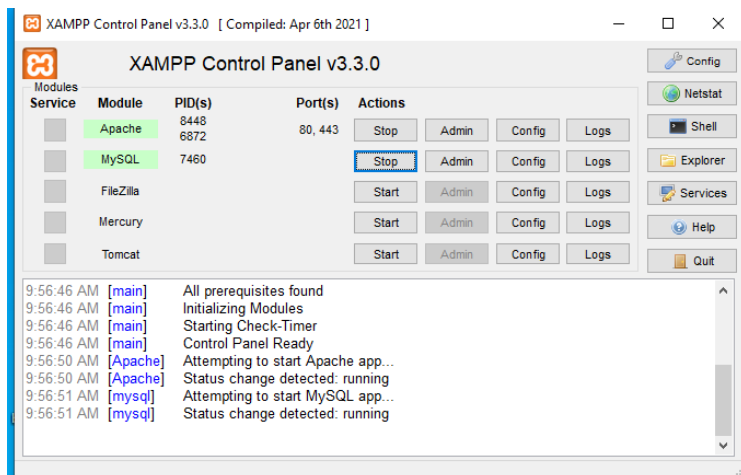 XAMPP Control Panel v3.3.0 [ Compiled: Apr 6th 2021 ]
XAMPP Control Panel v3.3.0
Config
Modules
Service Module PID(s) Port(s) Actions
Netstat
Apache 8448 6872 80, 443 Stop Admin Config Logs
Shell
MySQL 7460 Stop Admin Config Logs
Explorer
FileZilla Start Admin Config Logs
Services
Mercury Start Admin Config Logs
Help
Tomcat Start Admin Config Logs
Quit
9:56:46 AM [main] All prerequisites found
9:56:46 AM [main] Initializing Modules
9:56:46 AM [main] Starting Check-Timer
9:56:46 AM [main] Control Panel Ready
9:56:50 AM [Apache] Attempting to start Apache app...
9:56:50 AM [Apache] Status change detected: running
9:56:51 AM [mysql] Attempting to start MySQL app...
9:56:51 AM [mysql] Status change detected: running